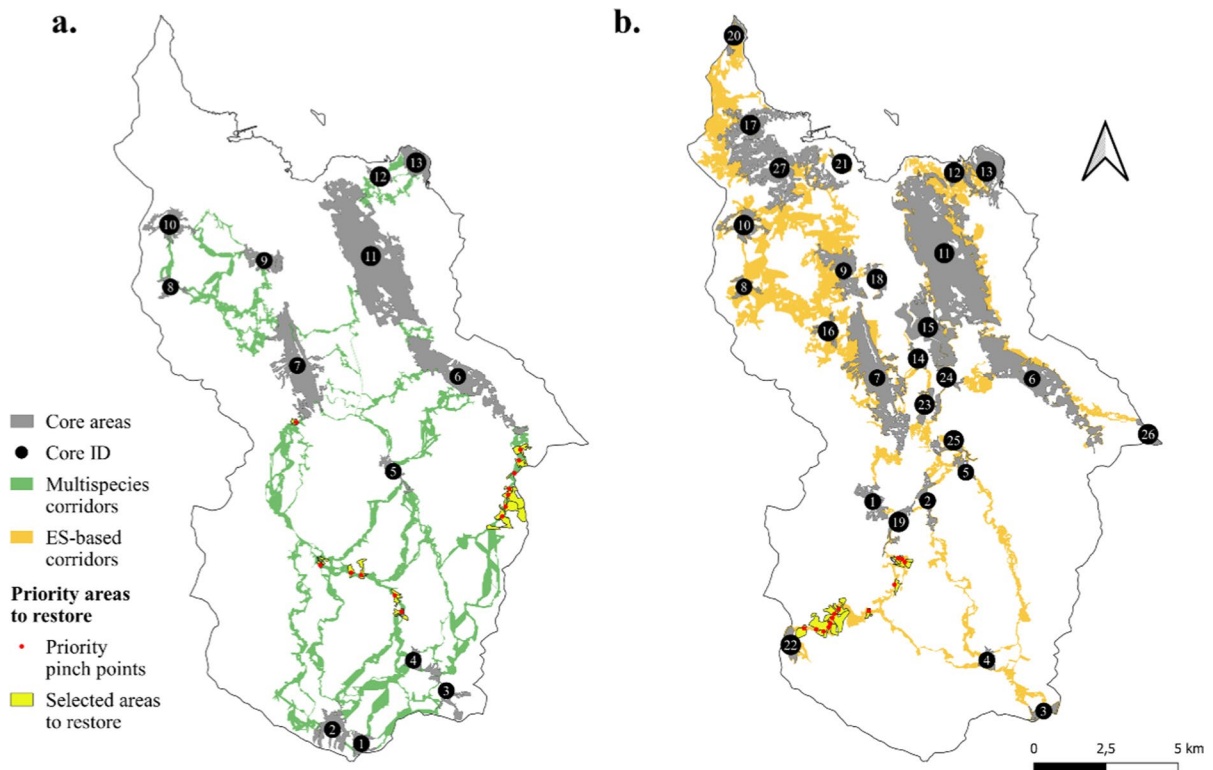 a.
b.
20
17
27
21
12
13
12
13
10
9
11
8
10
11
9
18
8
16
15
7
6
14
7
24
6
23
5
25
26
5
1
2
19
4
3
2
1
22
4
3
Core areas
Core ID
Multispecies
corridors
ES-based
corridors
Priority areas
to restore
Priority
pinch points
Selected areas
to restore
0 2,5 5 km